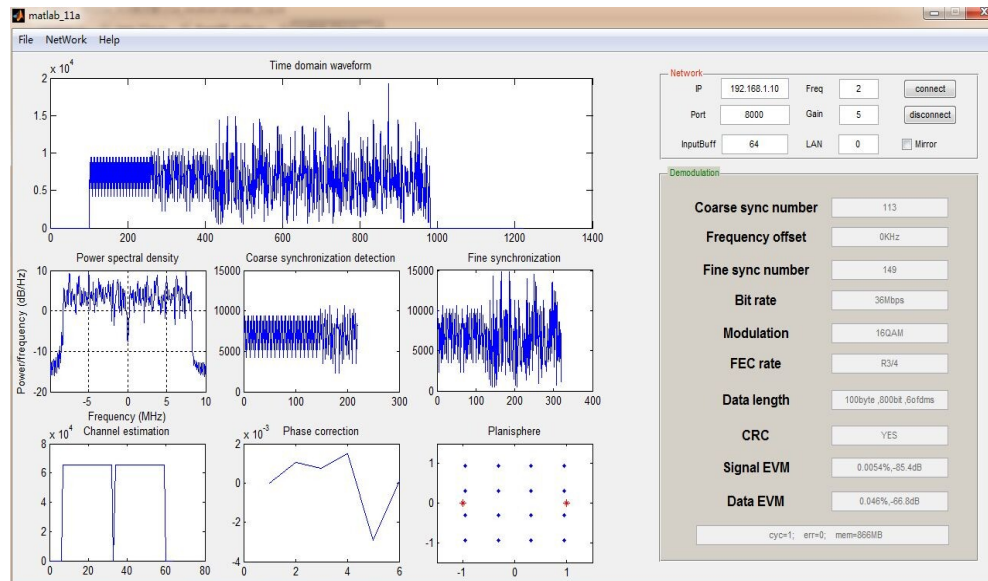 matlab_11a
File NetWork Help
Time domain waveform
x 10^4
2
1.5
1
0.5
0
0 200 400 600 800 1000 1200 1400
Power spectral density
Power/frequency (dB/Hz)
10
0
-10
-20
-5 0 5 10
Frequency (MHz)
Coarse synchronization detection
15000
10000
5000
0
0 100 200 300
Fine synchronization
15000
10000
5000
0
0 100 200 300 400
Channel estimation
x 10^4
8
6
4
2
0
0 20 40 60 80
Phase correction
x 10^-3
2
0
-2
-4
0 2 4 6
Planisphere
1
0
-1
-1 0 1
Network
IP 192.168.1.10 Freq 2 connect
Port 8000 Gain 5 disconnect
InputBuff 64 LAN 0 Mirror
Demodulation
Coarse sync number 113
Frequency offset 0KHz
Fine sync number 149
Bit rate 36Mbps
Modulation 16QAM
FEC rate R3/4
Data length 100byte ,800bit ,6ofdms
CRC YES
Signal EVM 0.0054%,-85.4dB
Data EVM 0.046%,-66.8dB
cyc=1; err=0; mem=866MB